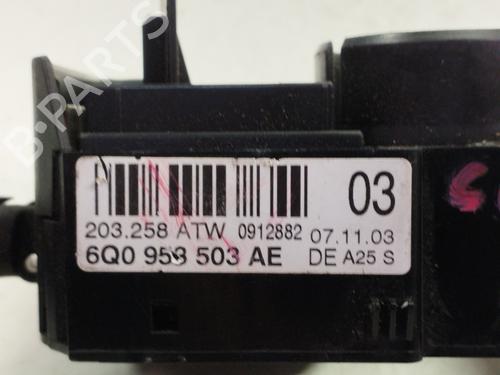 B-PARTS
03
203.258 ATW 0912882 07.11.03
6Q0 953 503 AE DE A25 S